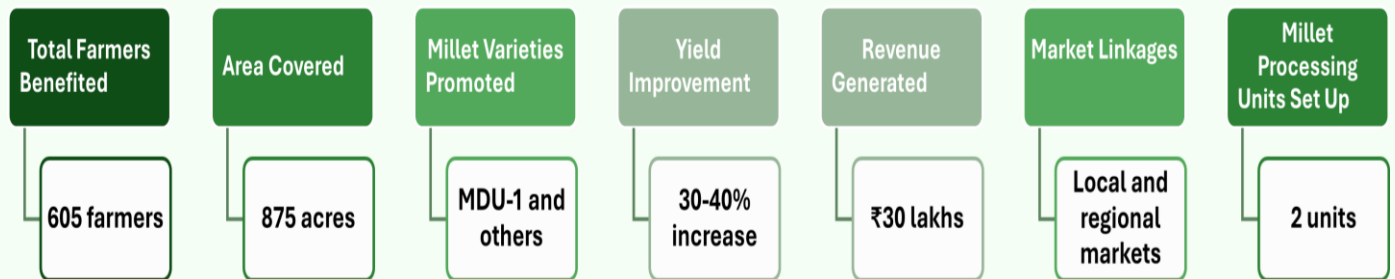 Total Farmers
Benefited
605 farmers
Area Covered
875 acres
Millet Varieties
Promoted
MDU-1 and
others
Yield
Improvement
30-40%
increase
Revenue
Generated
₹30 lakhs
Market Linkages
Local and
regional
markets
Millet
Processing
Units Set Up
2 units